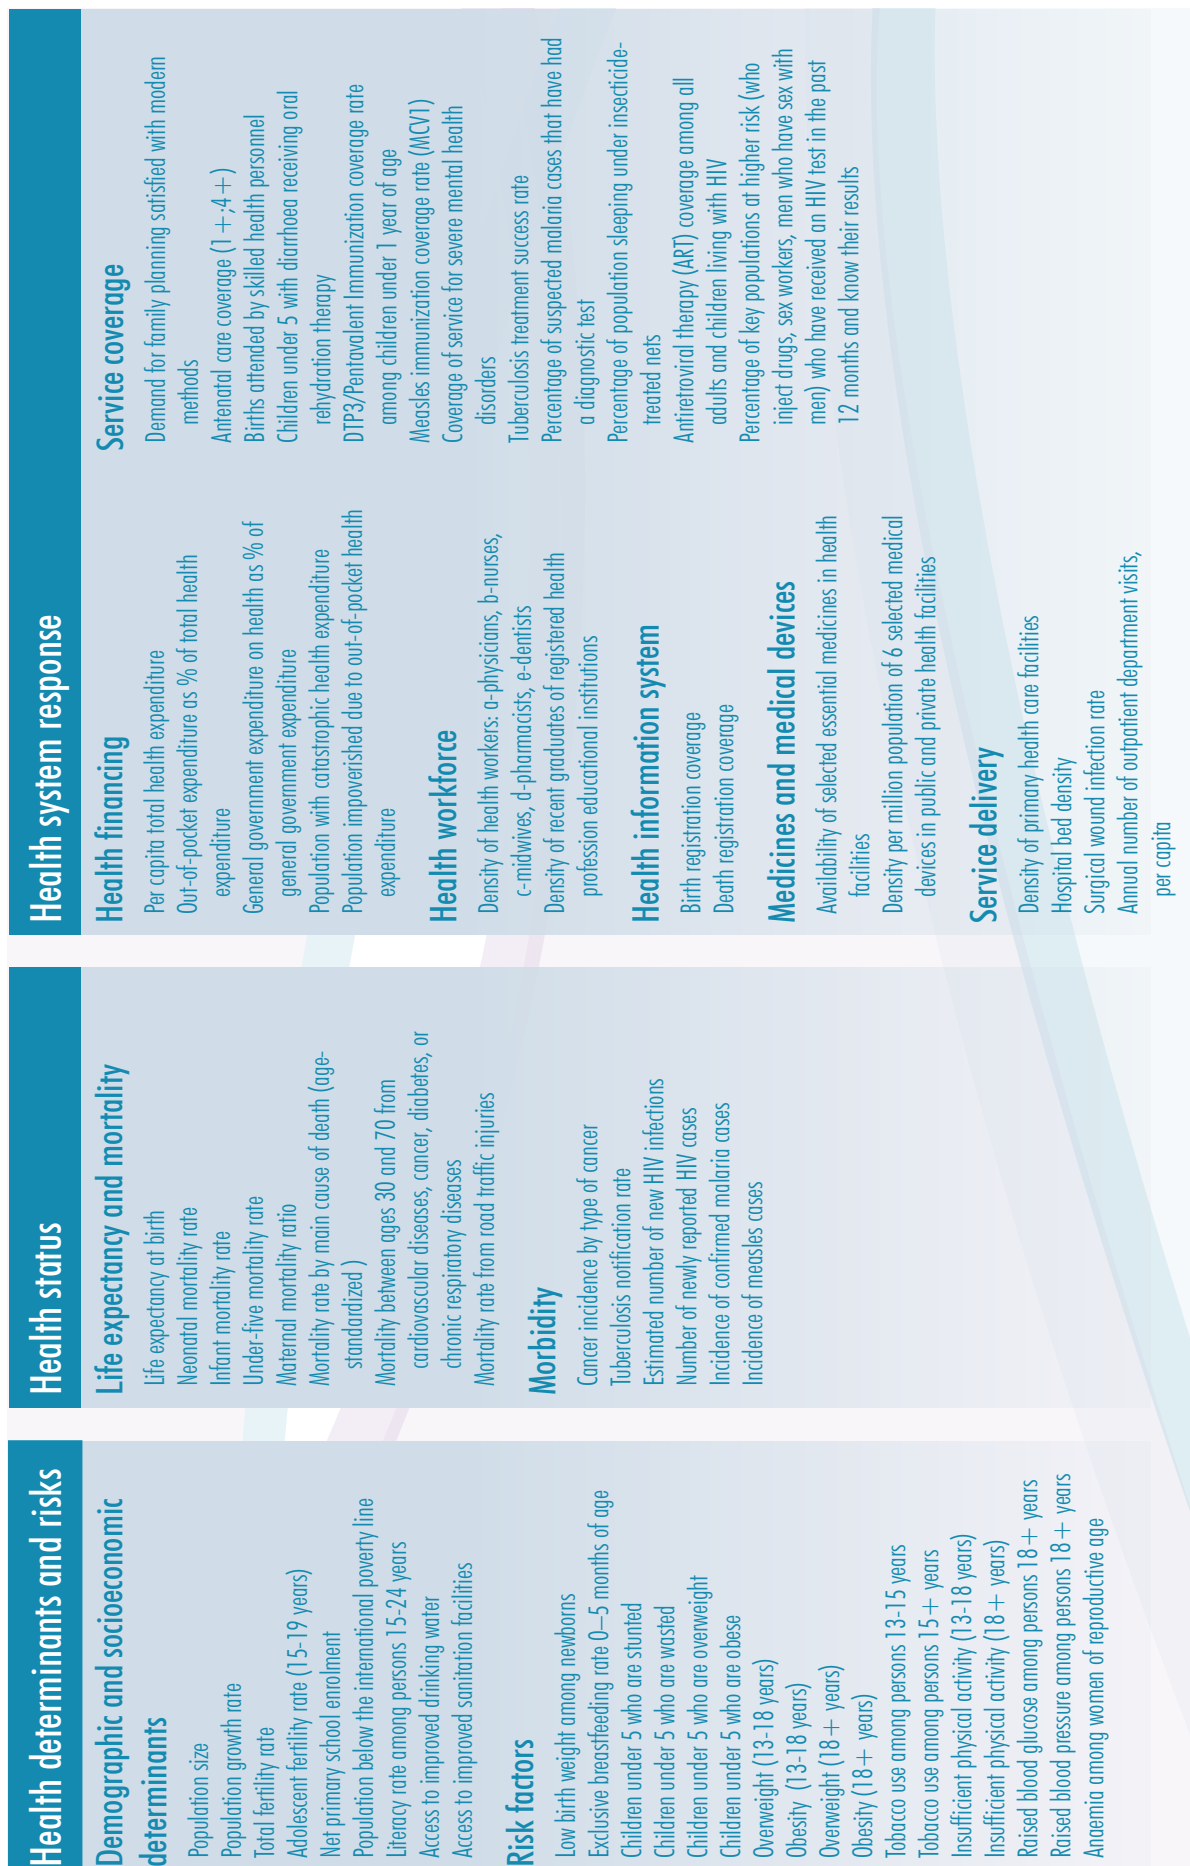 Health determinants and risks
Demographic and socioeconomic
determinants
Population size
Population growth rate
Total fertility rate
Adolescent fertility rate (15-19 years)
Net primary school enrolment
Population below the international poverty line
Literacy rate among persons 15-24 years
Access to improved drinking water
Access to improved sanitation facilities
Risk factors
Low birth weight among newborns
Exclusive breastfeeding rate 0–5 months of age
Children under 5 who are stunted
Children under 5 who are wasted
Children under 5 who are overweight
Children under 5 who are obese
Overweight (13-18 years)
Obesity (13-18 years)
Overweight (18+ years)
Obesity (18+ years)
Tobacco use among persons 13-15 years
Tobacco use among persons 15+ years
Insufficient physical activity (13-18 years)
Insufficient physical activity (18+ years)
Raised blood glucose among persons 18+ years
Raised blood pressure among persons 18+ years
Anaemia among women of reproductive age
Health status
Life expectancy and mortality
Life expectancy at birth
Neonatal mortality rate
Infant mortality rate
Under-five mortality rate
Maternal mortality ratio
Mortality rate by main cause of death (age-
standardized )
Mortality between ages 30 and 70 from
cardiovascular diseases, cancer, diabetes, or
chronic respiratory diseases
Mortality rate from road traffic injuries
Morbidity
Cancer incidence by type of cancer
Tuberculosis notification rate
Estimated number of new HIV infections
Number of newly reported HIV cases
Incidence of confirmed malaria cases
Incidence of measles cases
Health system response
Health financing
Per capita total health expenditure
Out-of-pocket expenditure as % of total health
expenditure
General government expenditure on health as % of
general government expenditure
Population with catastrophic health expenditure
Population impoverished due to out-of-pocket health
expenditure
Health workforce
Density of health workers: a-physicians, b-nurses,
c-midwives, d-pharmacists, e-dentists
Density of recent graduates of registered health
profession educational institutions
Health information system
Birth registration coverage
Death registration coverage
Medicines and medical devices
Availability of selected essential medicines in health
facilities
Density per million population of 6 selected medical
devices in public and private health facilities
Service delivery
Density of primary health care facilities
Hospital bed density
Surgical wound infection rate
Annual number of outpatient department visits,
per capita
Service coverage
Demand for family planning satisfied with modern
methods
Antenatal care coverage (1+;4+)
Births attended by skilled health personnel
Children under 5 with diarrhoea receiving oral
rehydration therapy
DTP3/Pentavalent Immunization coverage rate
among children under 1 year of age
Measles immunization coverage rate (MCV1)
Coverage of service for severe mental health
disorders
Tuberculosis treatment success rate
Percentage of suspected malaria cases that have had
a diagnostic test
Percentage of population sleeping under insecticide-
treated nets
Antiretroviral therapy (ART) coverage among all
adults and children living with HIV
Percentage of key populations at higher risk (who
inject drugs, sex workers, men who have sex with
men) who have received an HIV test in the past
12 months and know their results